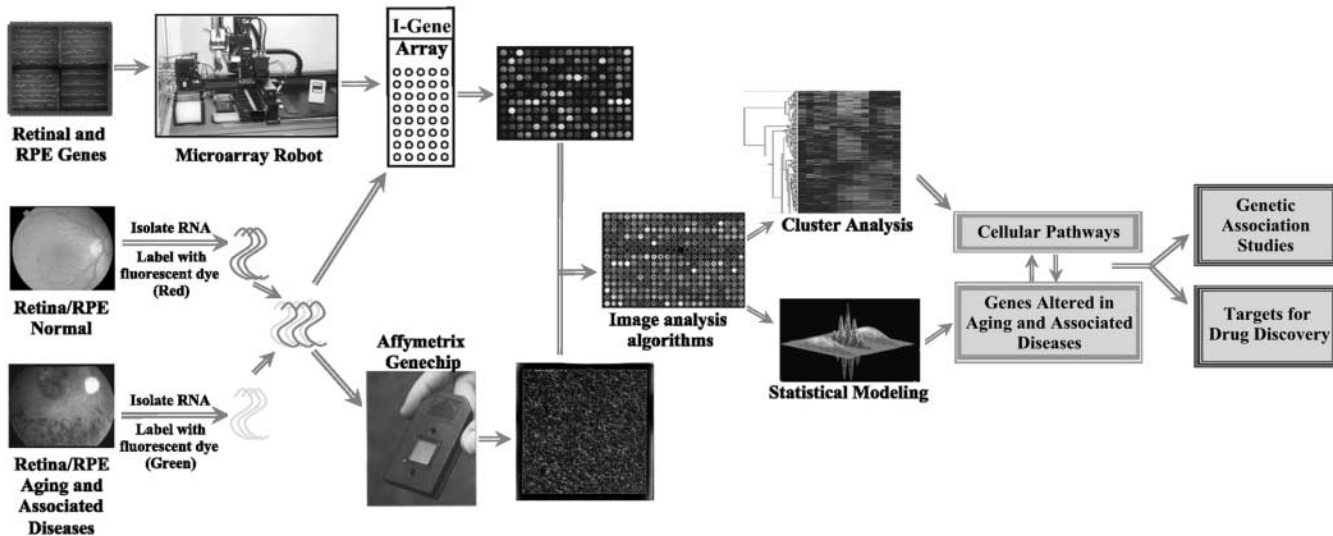 Retinal and
RPE Genes
Microarray Robot
I-Gene
Array
Isolate RNA
Label with
fluorescent dye
(Red)
Retina/RPE
Normal
Isolate RNA
Label with
fluorescent dye
(Green)
Retina/RPE
Aging and
Associated
Diseases
Affymetrix
Genechip
Image analysis
algorithms
Cluster Analysis
Statistical Modeling
Cellular Pathways
Genes Altered in
Aging and Associated
Diseases
Genetic
Association
Studies
Targets for
Drug Discovery